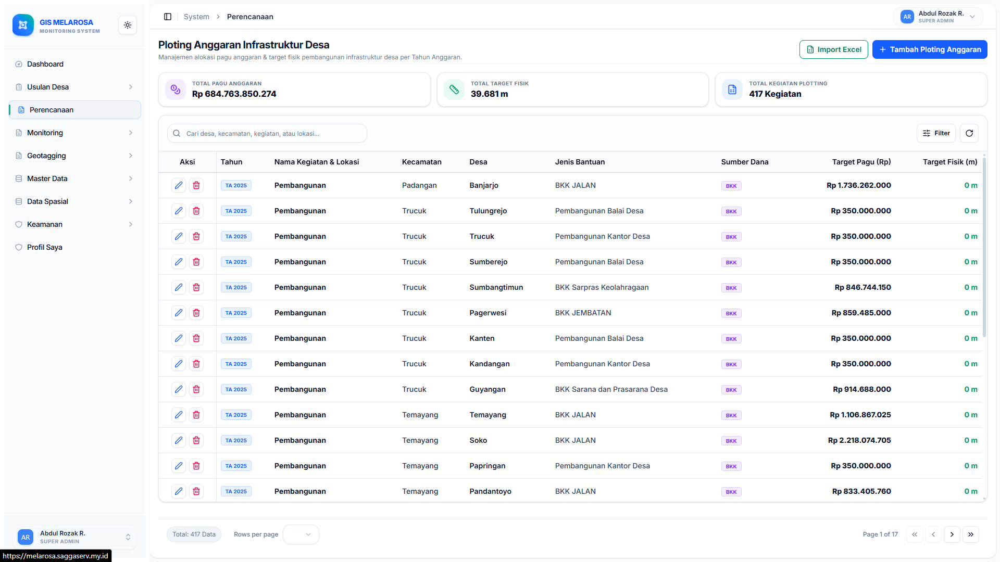 GIS MELAROSA
MONITORING SYSTEM
Dashboard
Usulan Desa
Perencanaan
Monitoring
Geotagging
Master Data
Data Spasial
Keamanan
Profil Saya
AR
Abdul Rozak R.
SUPER ADMIN
https://melarosa.saggaserv.my.id
System > Perencanaan
AR
Abdul Rozak R.
SUPER ADMIN
Ploting Anggaran Infrastruktur Desa
Manajemen alokasi pagu anggaran & target fisik pembangunan infrastruktur desa per Tahun Anggaran.
Import Excel
+ Tambah Ploting Anggaran
TOTAL PAGU ANGGARAN
Rp 684.763.850.274
TOTAL TARGET FISIK
39.681 m
TOTAL KEGIATAN PLOTTING
417 Kegiatan
Cari desa, kecamatan, kegiatan, atau lokasi...
Filter
Aksi Tahun Nama Kegiatan & Lokasi Kecamatan Desa Jenis Bantuan Sumber Dana Target Pagu (Rp) Target Fisik (m)
TA 2025 Pembangunan Padangan Banjarjo BKK JALAN BKK Rp 1.736.262.000 0 m
TA 2025 Pembangunan Trucuk Tulungrejo Pembangunan Balai Desa BKK Rp 350.000.000 0 m
TA 2025 Pembangunan Trucuk Trucuk Pembangunan Kantor Desa BKK Rp 350.000.000 0 m
TA 2025 Pembangunan Trucuk Sumberejo Pembangunan Balai Desa BKK Rp 350.000.000 0 m
TA 2025 Pembangunan Trucuk Sumbangtimun BKK Sarpras Keolahragaan BKK Rp 846.744.150 0 m
TA 2025 Pembangunan Trucuk Pagerwesi BKK JEMBATAN BKK Rp 859.485.000 0 m
TA 2025 Pembangunan Trucuk Kanten Pembangunan Balai Desa BKK Rp 350.000.000 0 m
TA 2025 Pembangunan Trucuk Kandangan Pembangunan Kantor Desa BKK Rp 350.000.000 0 m
TA 2025 Pembangunan Trucuk Guyangan BKK Sarana dan Prasarana Desa BKK Rp 914.688.000 0 m
TA 2025 Pembangunan Temayang Temayang BKK JALAN BKK Rp 1.106.867.025 0 m
TA 2025 Pembangunan Temayang Soko BKK JALAN BKK Rp 2.218.074.705 0 m
TA 2025 Pembangunan Temayang Papringan Pembangunan Kantor Desa BKK Rp 350.000.000 0 m
TA 2025 Pembangunan Temayang Pandantoyo BKK JALAN BKK Rp 833.405.760 0 m
Total: 417 Data
Rows per page
Page 1 of 17